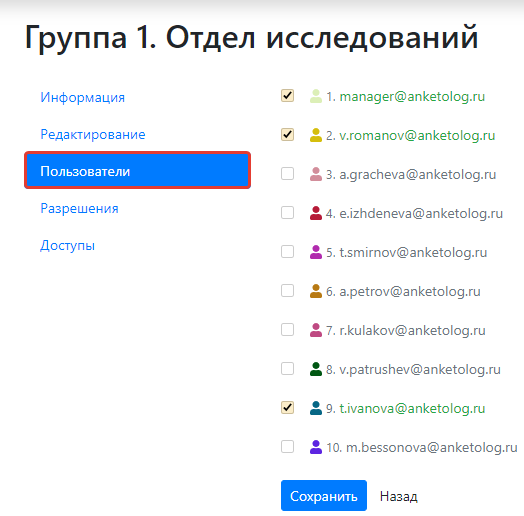 Группа 1. Отдел исследований
Информация
Редактирование
Пользователи
Разрешения
Доступы
1. manager@anketolog.ru
2. v.romanov@anketolog.ru
3. a.gracheva@anketolog.ru
4. e.izhdeneva@anketolog.ru
5. t.smirnov@anketolog.ru
6. a.petrov@anketolog.ru
7. r.kulakov@anketolog.ru
8. v.patrushev@anketolog.ru
9. t.ivanova@anketolog.ru
10. m.bessonova@anketolog.ru
Сохранить Назад